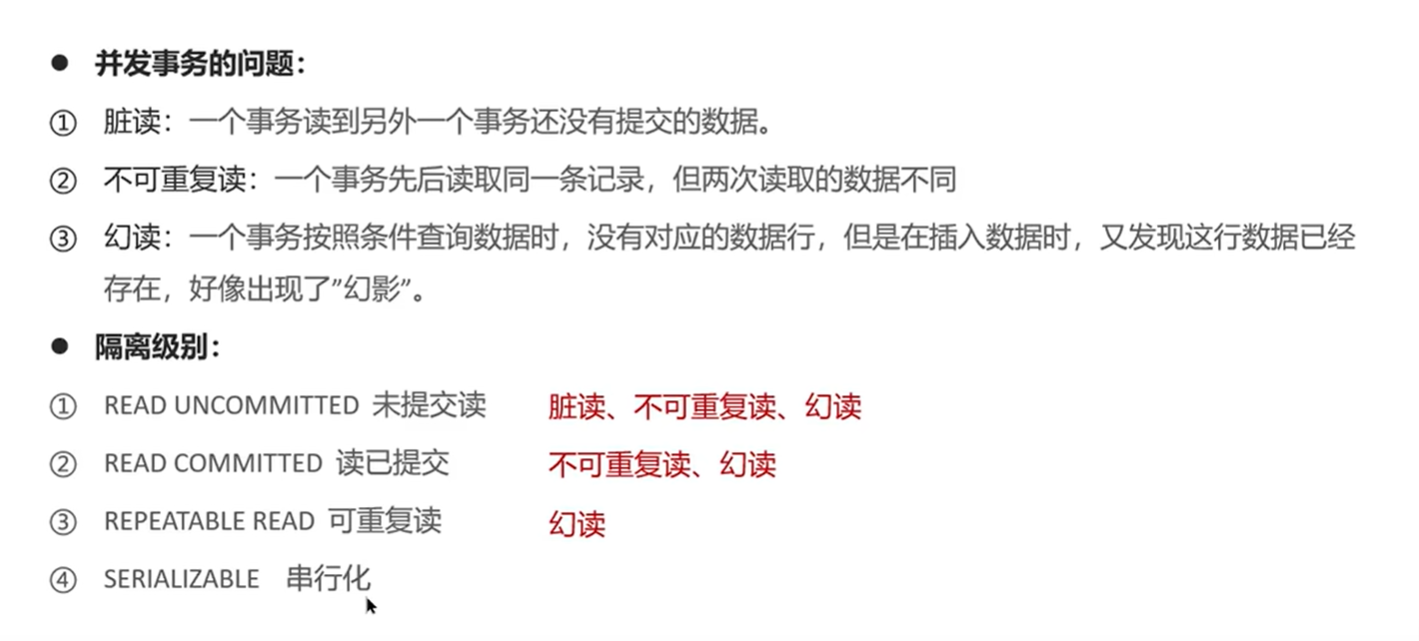 ● 并发事务的问题：
① 脏读：一个事务读到另外一个事务还没有提交的数据。
② 不可重复读：一个事务先后读取同一条记录，但两次读取的数据不同
③ 幻读：一个事务按照条件查询数据时，没有对应的数据行，但是在插入数据时，又发现这行数据已经
存在，好像出现了”幻影”。
● 隔离级别：
① READ UNCOMMITTED 未提交读 脏读、不可重复读、幻读
② READ COMMITTED 读已提交 不可重复读、幻读
③ REPEATABLE READ 可重复读 幻读
④ SERIALIZABLE 串行化